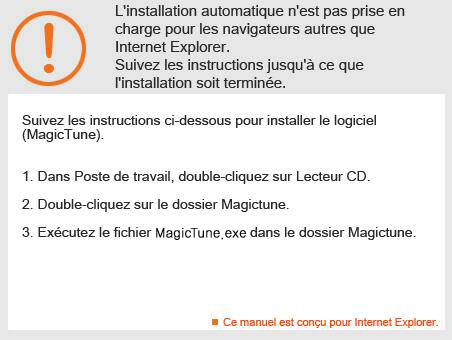 L'installation automatique n'est pas prise en
charge pour les navigateurs autres que
Internet Explorer.
Suivez les instructions jusqu'à ce que
l'installation soit terminée.
Suivez les instructions ci-dessous pour installer le logiciel
(MagicTune).
1. Dans Poste de travail, double-cliquez sur Lecteur CD.
2. Double-cliquez sur le dossier Magictune.
3. Exécutez le fichier MagicTune.exe dans le dossier Magictune.
Ce manuel est conçu pour Internet Explorer.